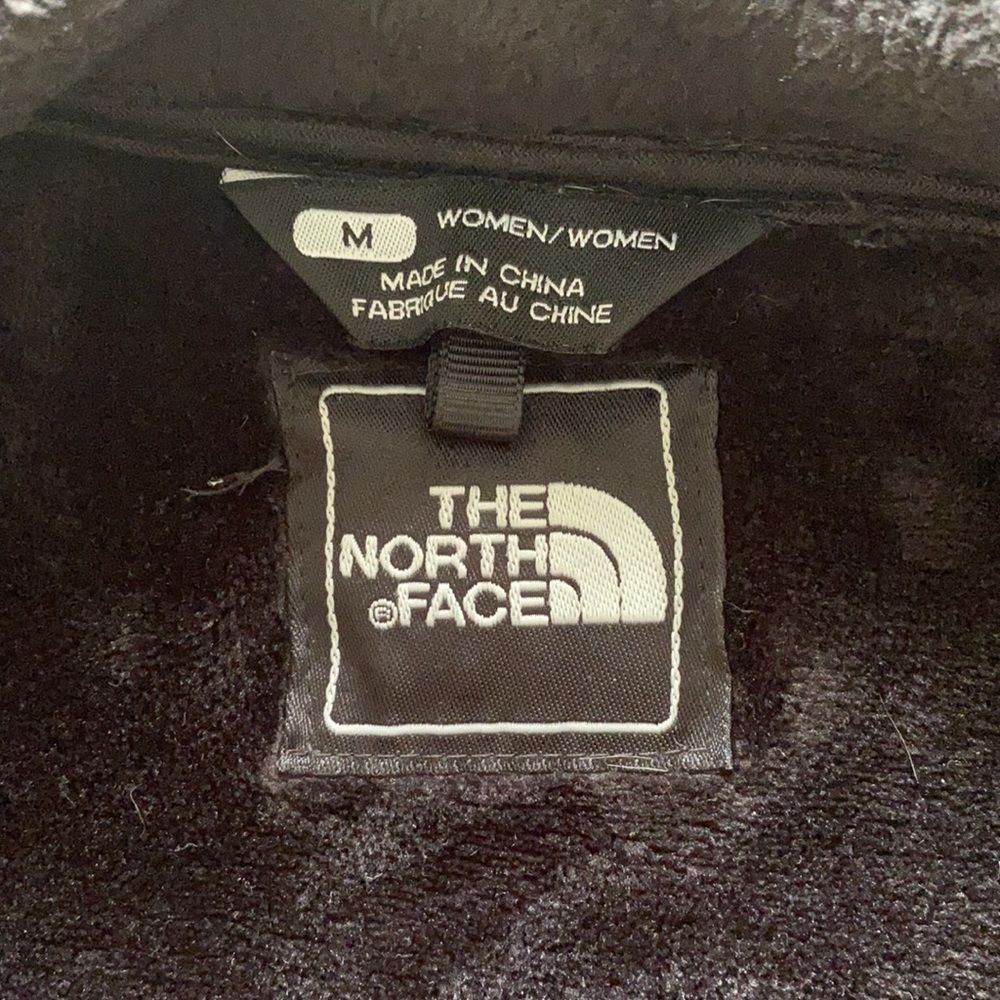 M WOMEN/WOMEN
MADE IN CHINA
FABRIQUE AU CHINE
THE
NORTH
®FACE